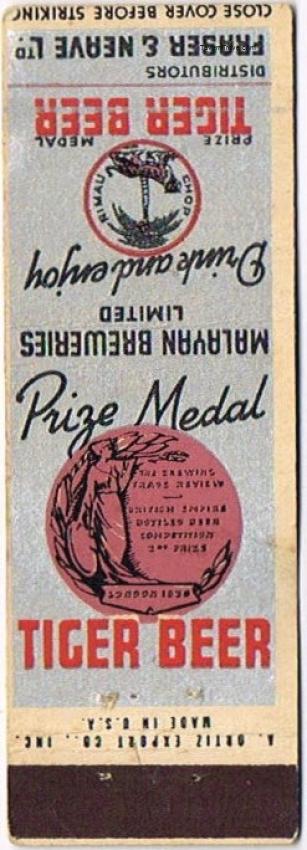 Prize Medal
THE BREWING
TRADE REVIEW
BRITISH EMPIRE
BOTTLED BEER
COMPETITION
PRIZE
LONDON
TIGER BEER
A. ORTIZ EXPORT CO., INC.
MADE IN U.S.A.
MALAYAN BREWERIES
LIMITED
Drink and enjoy
RIMAU CHOP
PRIZE MEDAL
TIGER BEER
DISTRIBUTORS
FRASER & NEAVE LTD
CLOSE COVER BEFORE STRIKING